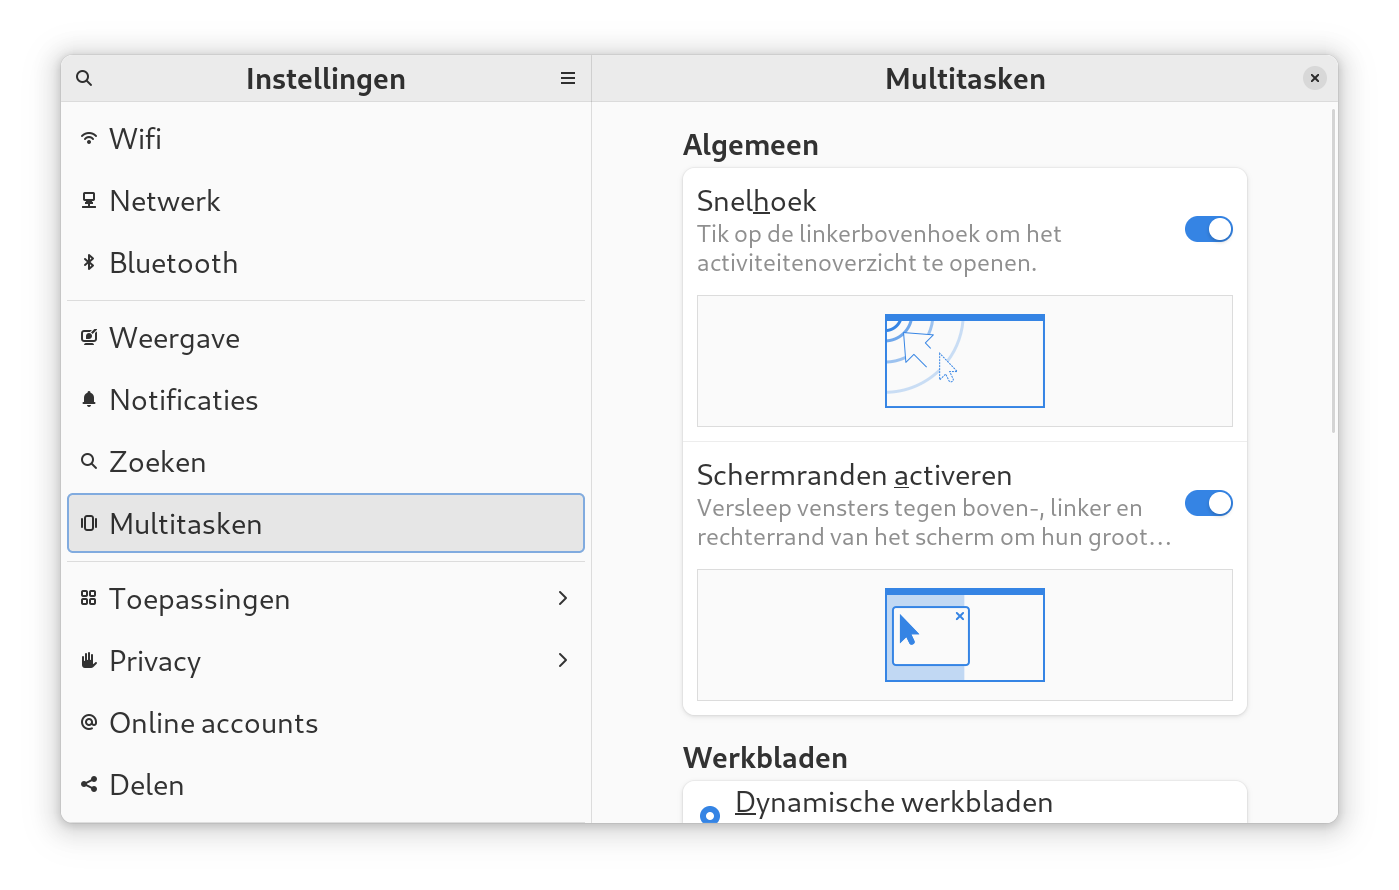 Instellingen
Wifi
Netwerk
Bluetooth
Weergave
Notificaties
Zoeken
Multitasken
Toepassingen
Privacy
Online accounts
Delen
Multitasken
Algemeen
Snelhoek
Tik op de linkerbovenhoek om het
activiteitenoverzicht te openen.
Schermranden activeren
Versleep vensters tegen boven-, linker en
rechterrand van het scherm om hun groot…
Werkbladen
Dynamische werkbladen